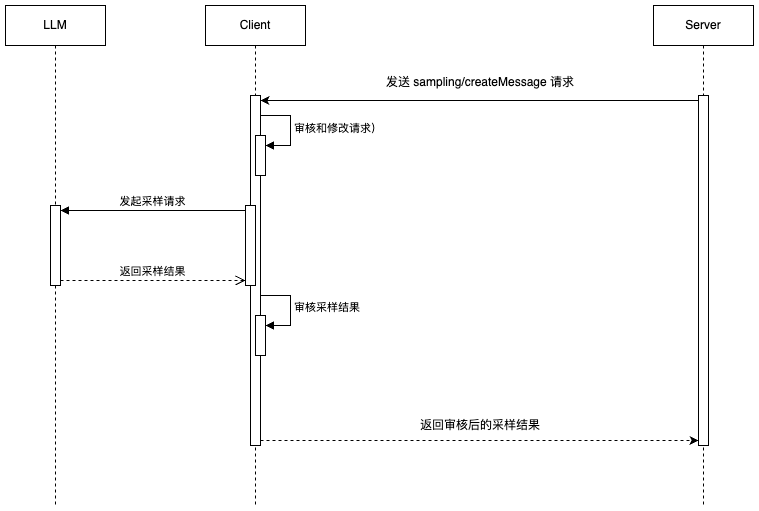 LLM
Client
Server
发送 sampling/createMessage 请求
审核和修改请求）
发起采样请求
返回采样结果
审核采样结果
返回审核后的采样结果